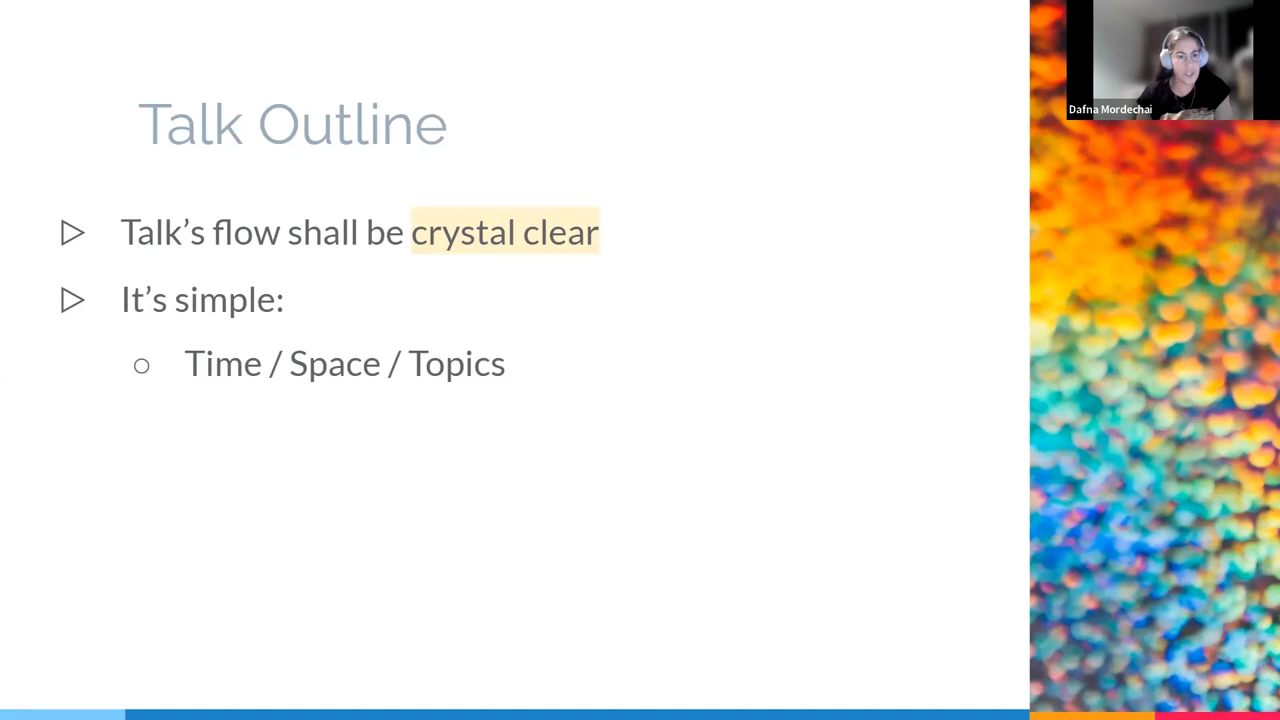 Talk Outline
Talk's flow shall be crystal clear
It's simple:
Time / Space / Topics
Dafna Mordechai